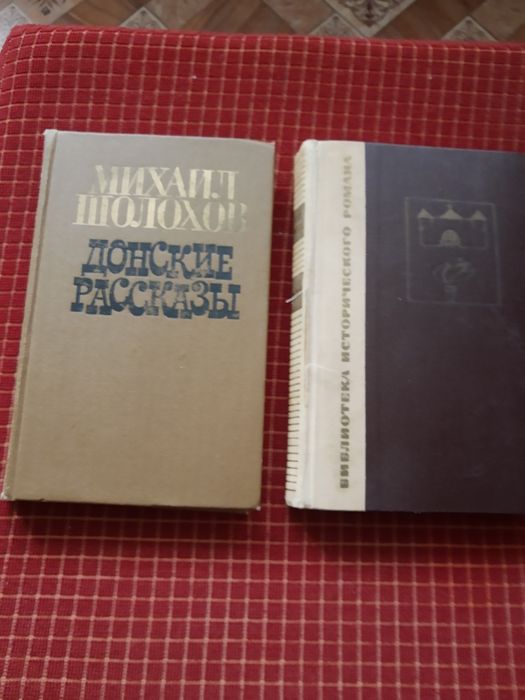 МИХАИЛ
ШОЛОХОВ
ДОНСКИЕ
РАССКАЗЫ
БИБЛИОТЕКА ИСТОРИЧЕСКОГО РОМАНА